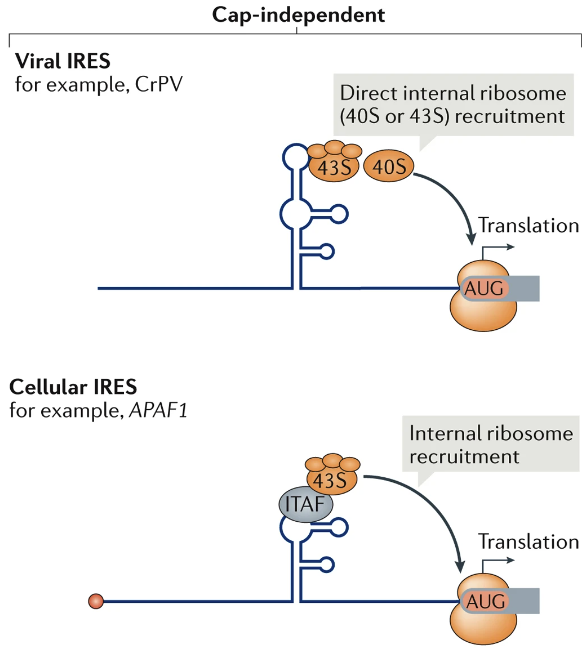 Cap-independent
Viral IRES
for example, CrPV
Direct internal ribosome
(40S or 43S) recruitment
43S
40S
Translation
AUG
Cellular IRES
for example, APAF1
Internal ribosome
recruitment
43S
ITAF
Translation
AUG